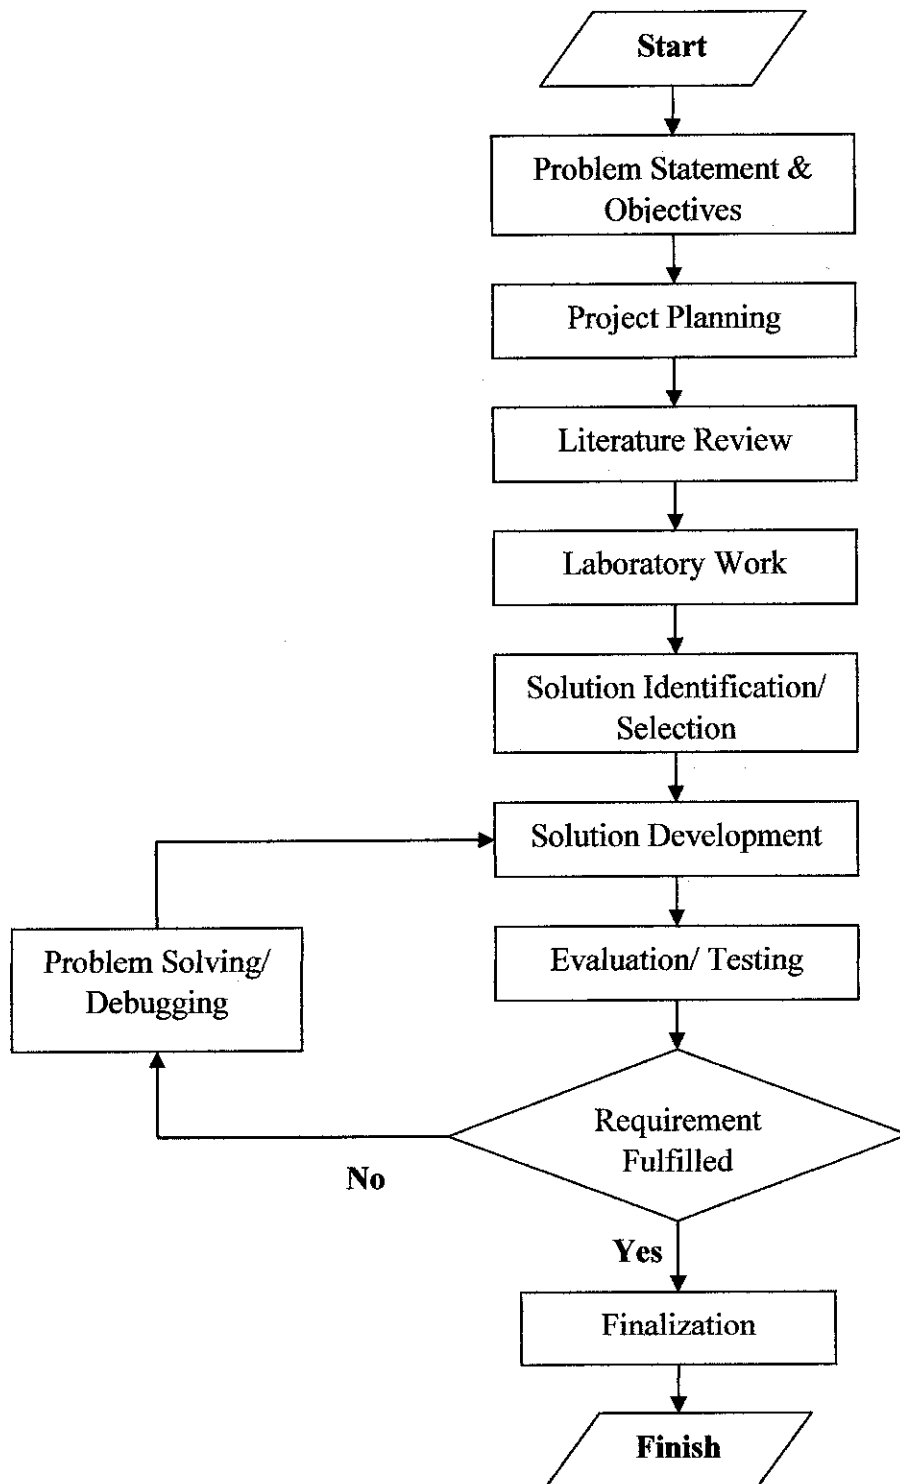 Start
Problem Statement &
Objectives
Project Planning
Literature Review
Laboratory Work
Solution Identification/
Selection
Solution Development
Problem Solving/
Debugging
Evaluation/ Testing
Requirement
Fulfilled
No
Yes
Finalization
Finish